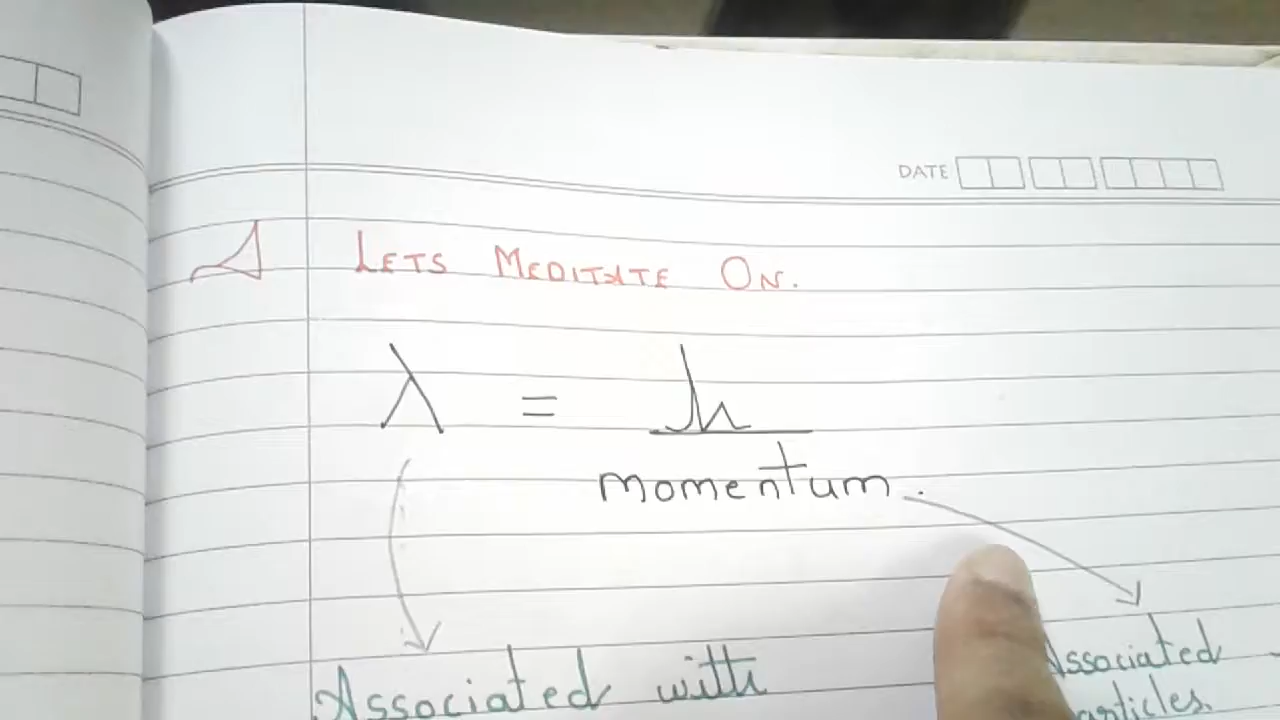 DATE
LETS MEDITATE ON.
λ = h
momentum.
Associated with
Associated